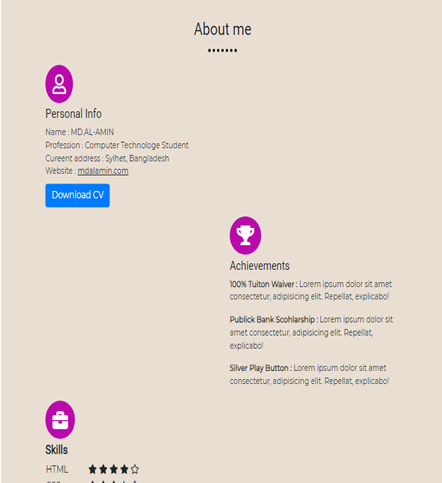 About me
Personal Info
Name : MD.AL-AMIN
Profession : Computer Technologe Student
Cureent address : Sylhet, Bangladesh
Website : mdalamin.com
Download CV
Achievements
100% Tuiton Waiver : Lorem ipsum dolor sit amet
consectetur, adipisicing elit. Repellat, explicabo!
Publick Bank Scohlarship : Lorem ipsum dolor sit
amet consectetur, adipisicing elit. Repellat,
explicabo!
Silver Play Button : Lorem ipsum dolor sit amet
consectetur, adipisicing elit. Repellat, explicabo!
Skills
HTML